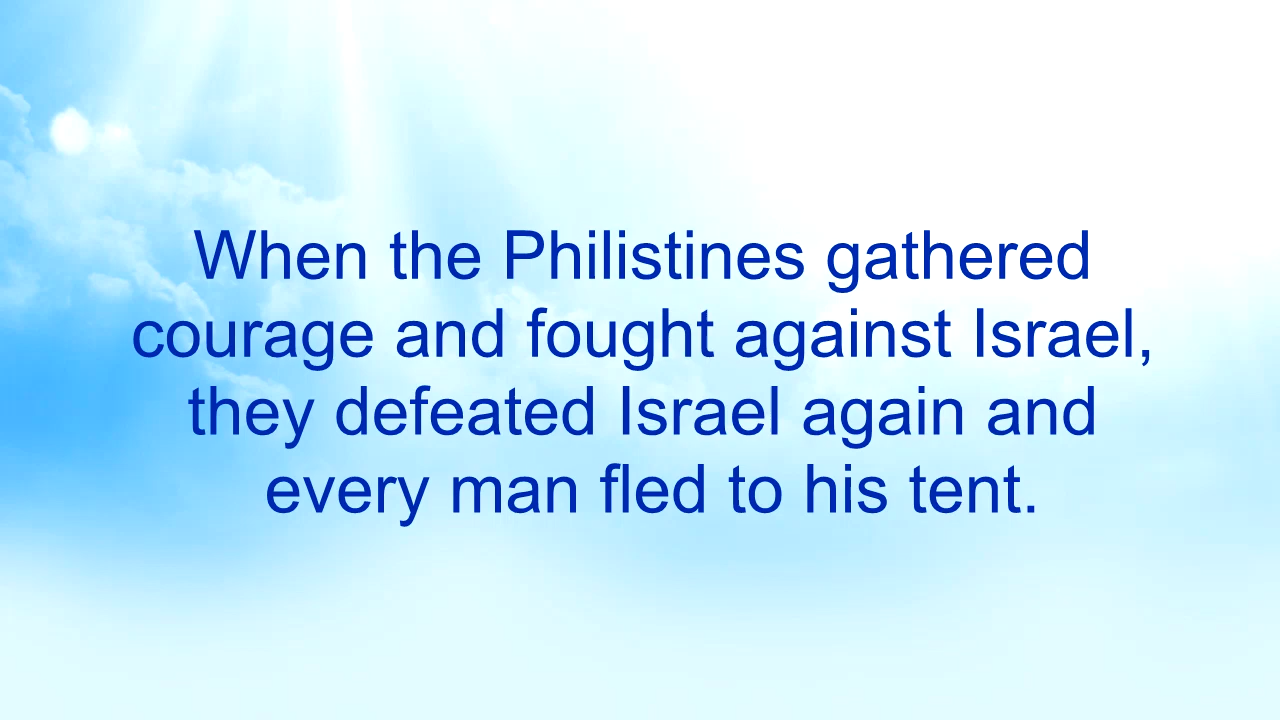 When the Philistines gathered
courage and fought against Israel,
they defeated Israel again and
every man fled to his tent.